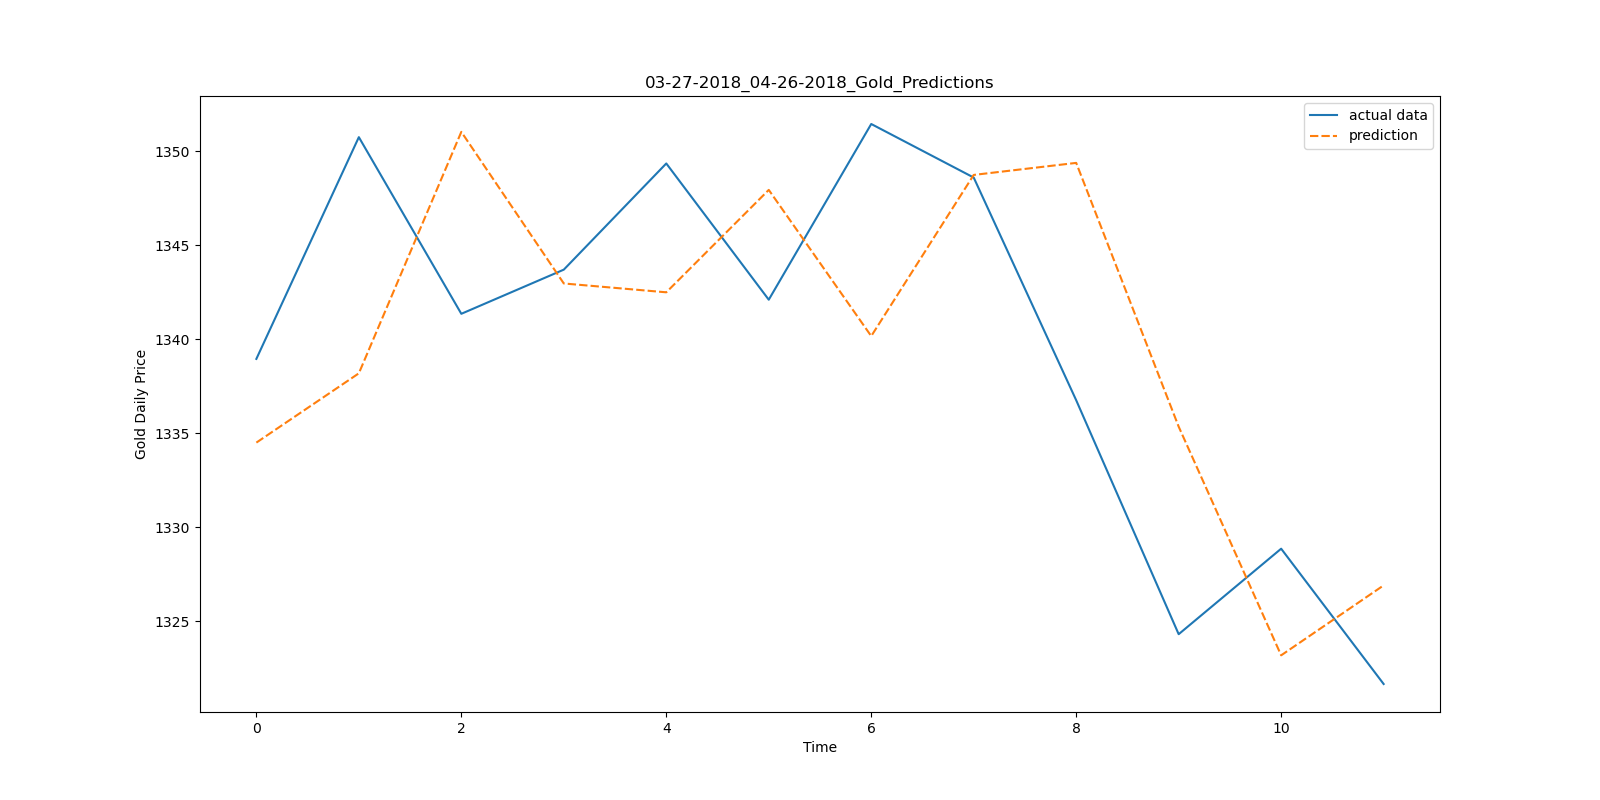 03-27-2018_04-26-2018_Gold_Predictions
actual data
prediction
1350
1345
1340
1335
1330
1325
Gold Daily Price
0 2 4 6 8 10
Time